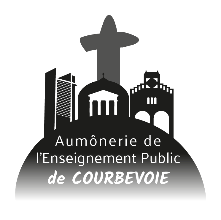 Aumônerie de
l'Enseignement Public
de COURBEVOIE